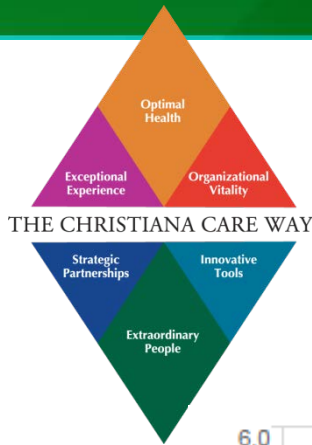 Optimal
Health
Exceptional
Experience
Organizational
Vitality
THE CHRISTIANA CARE WAY
Strategic
Partnerships
Innovative
Tools
Extraordinary
People
6.0